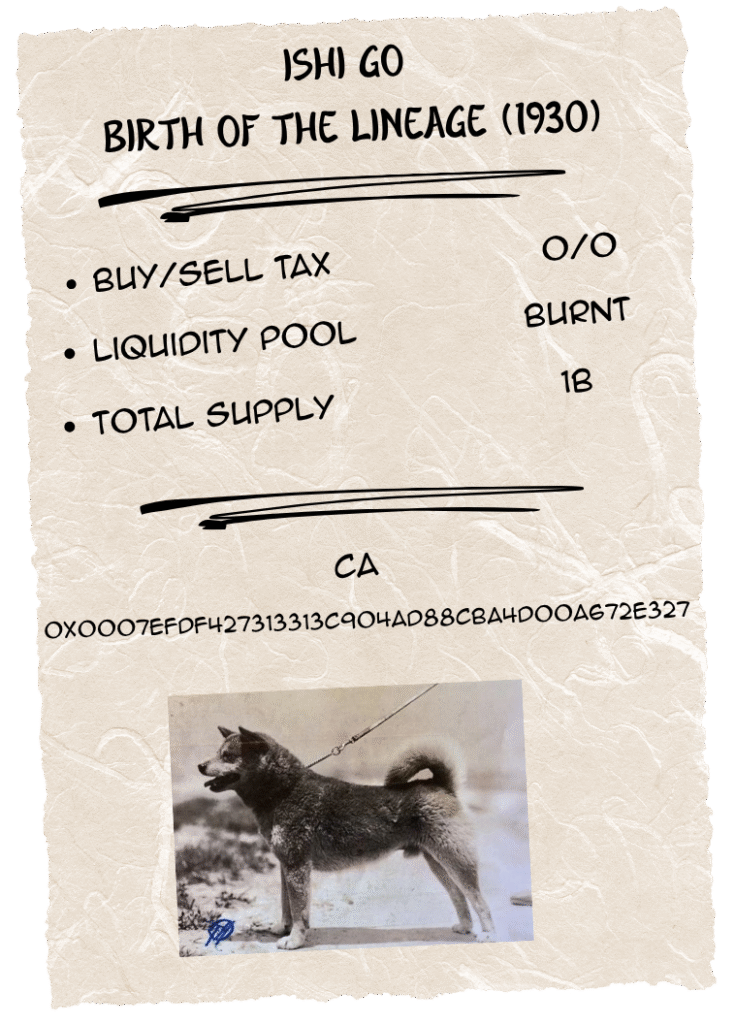 ISHI GO
BIRTH OF THE LINEAGE (1930)
• BUY/SELL TAX 0/0
• LIQUIDITY POOL BURNT
• TOTAL SUPPLY 1B
CA
0X0007EFDF427313313C904AD88CBA4D00A672E327